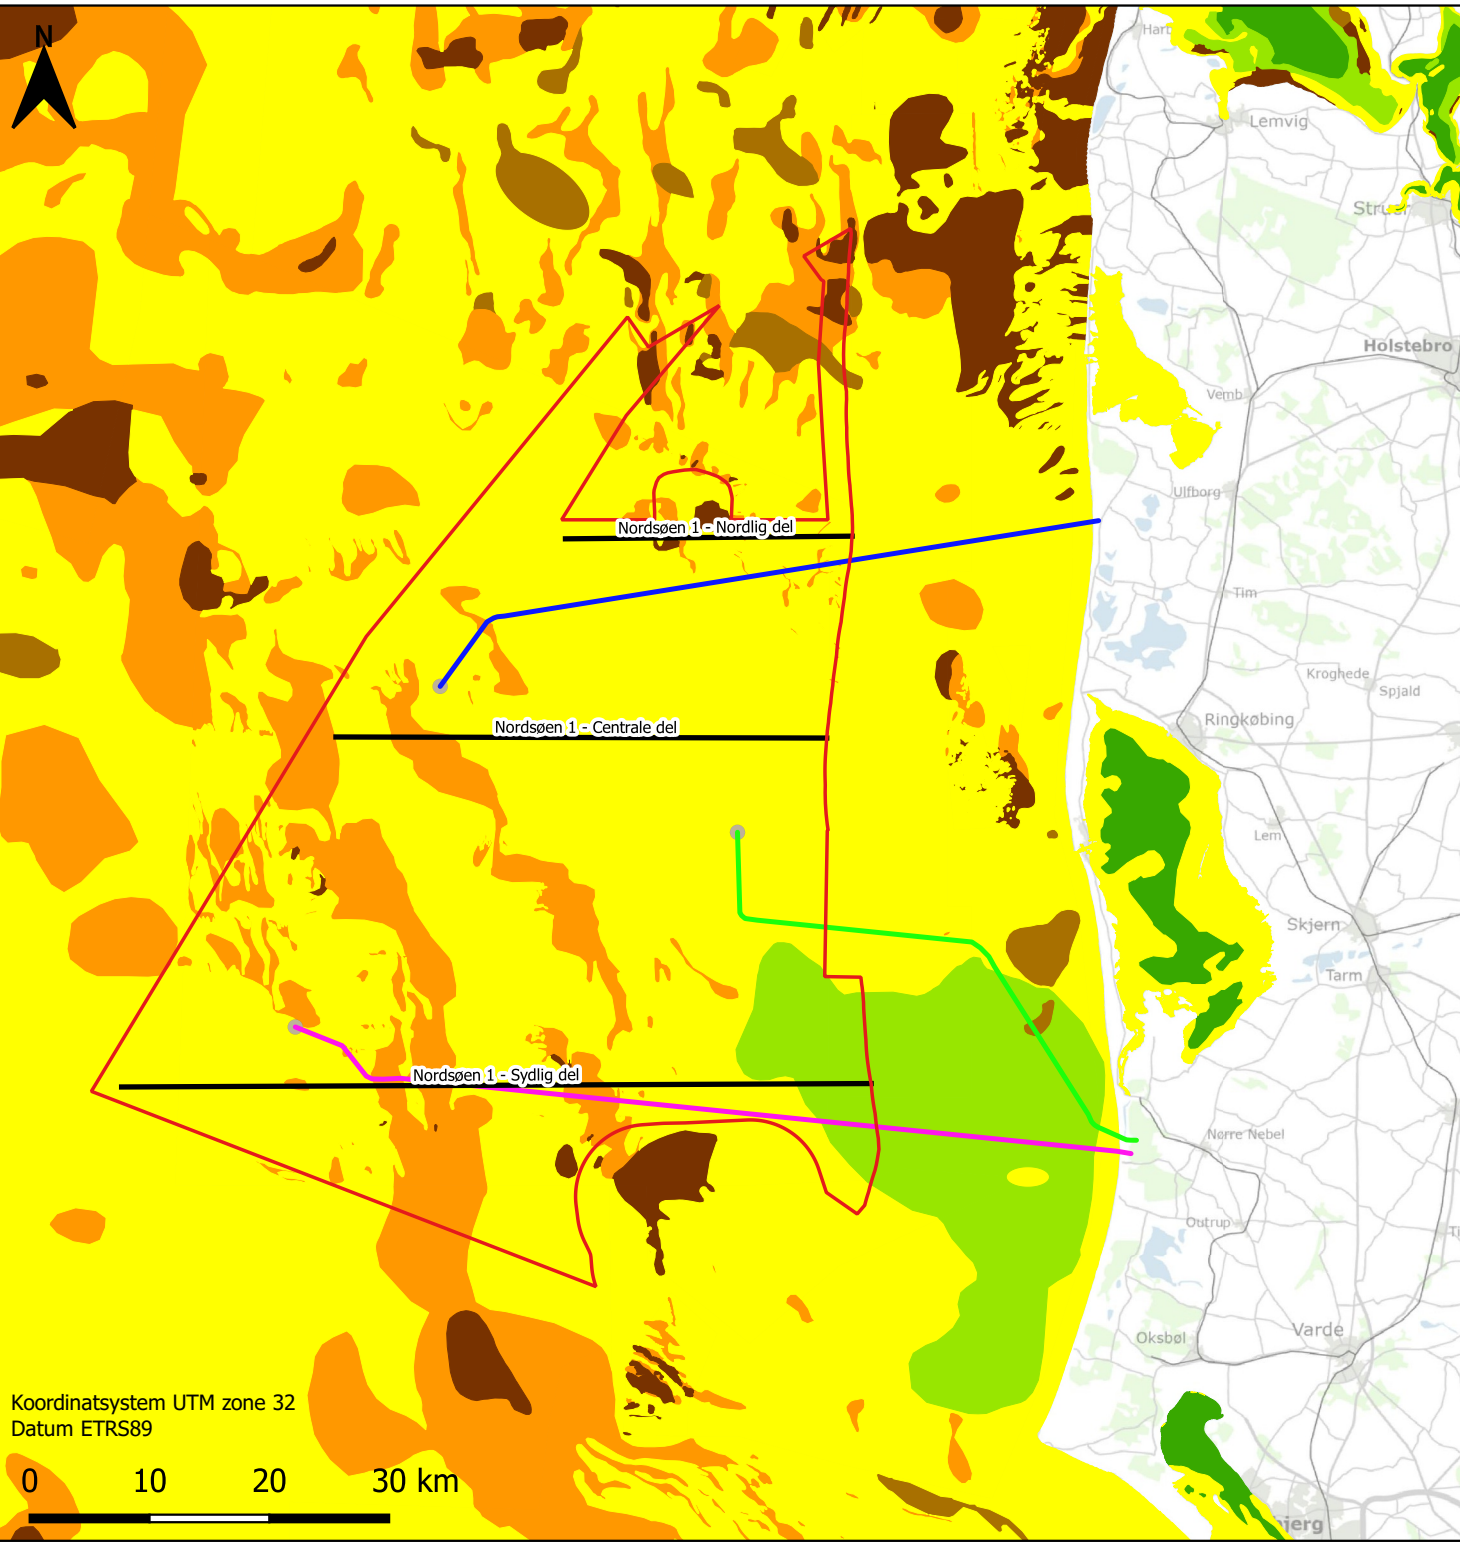 N
Hart
Lemvig
Holstebro
Vemb
Ulfborg
Nordsøen 1 - Nordlig del
Tim
Kroghede
Spjald
Ringkøbing
Nordsøen 1 - Centrale del
Lem
Skjern
Tarm
Nordsøen 1 - Sydlig del
Nørre Nebel
Outrup
Oksbøl
Varde
Koordinatsystem UTM zone 32
Datum ETRS89
0 10 20 30 km